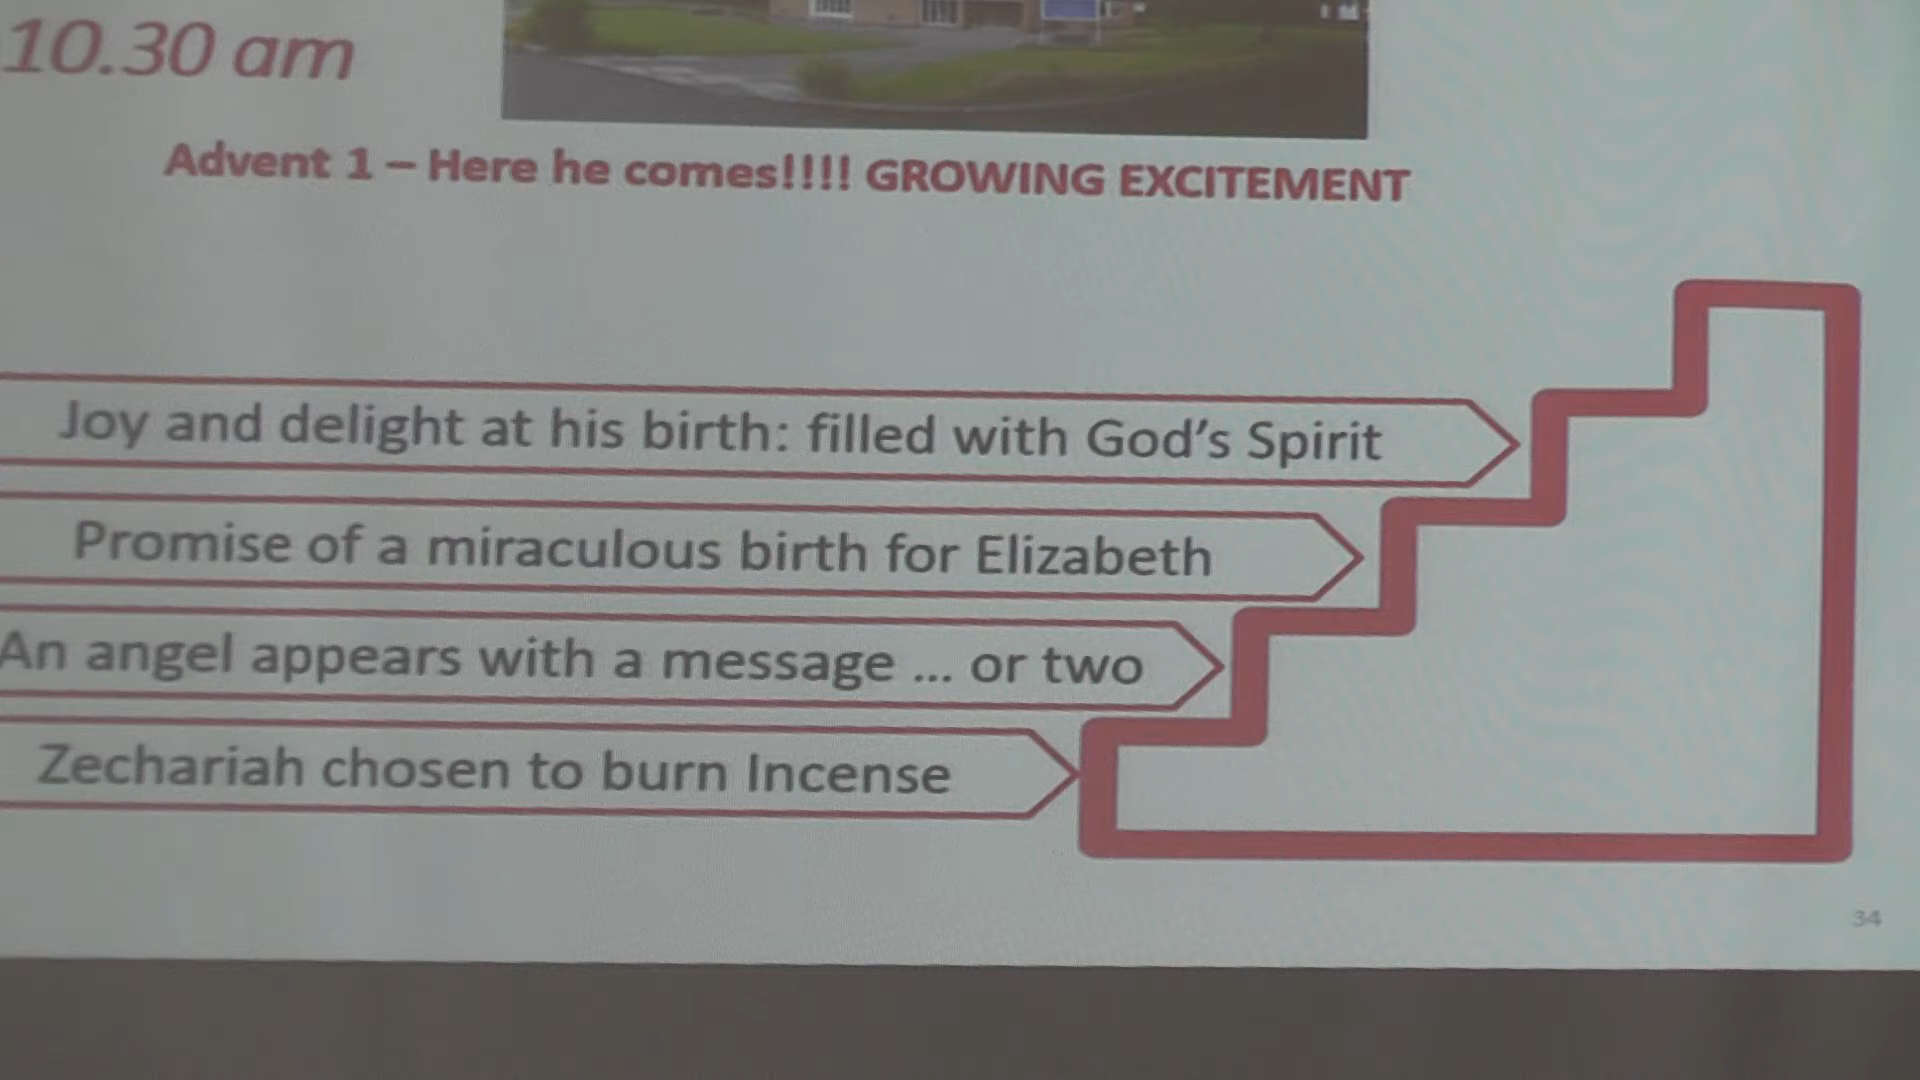 10.30 am
Advent 1 – Here he comes!!!! GROWING EXCITEMENT
Joy and delight at his birth: filled with God's Spirit
Promise of a miraculous birth for Elizabeth
An angel appears with a message ... or two
Zechariah chosen to burn Incense
34